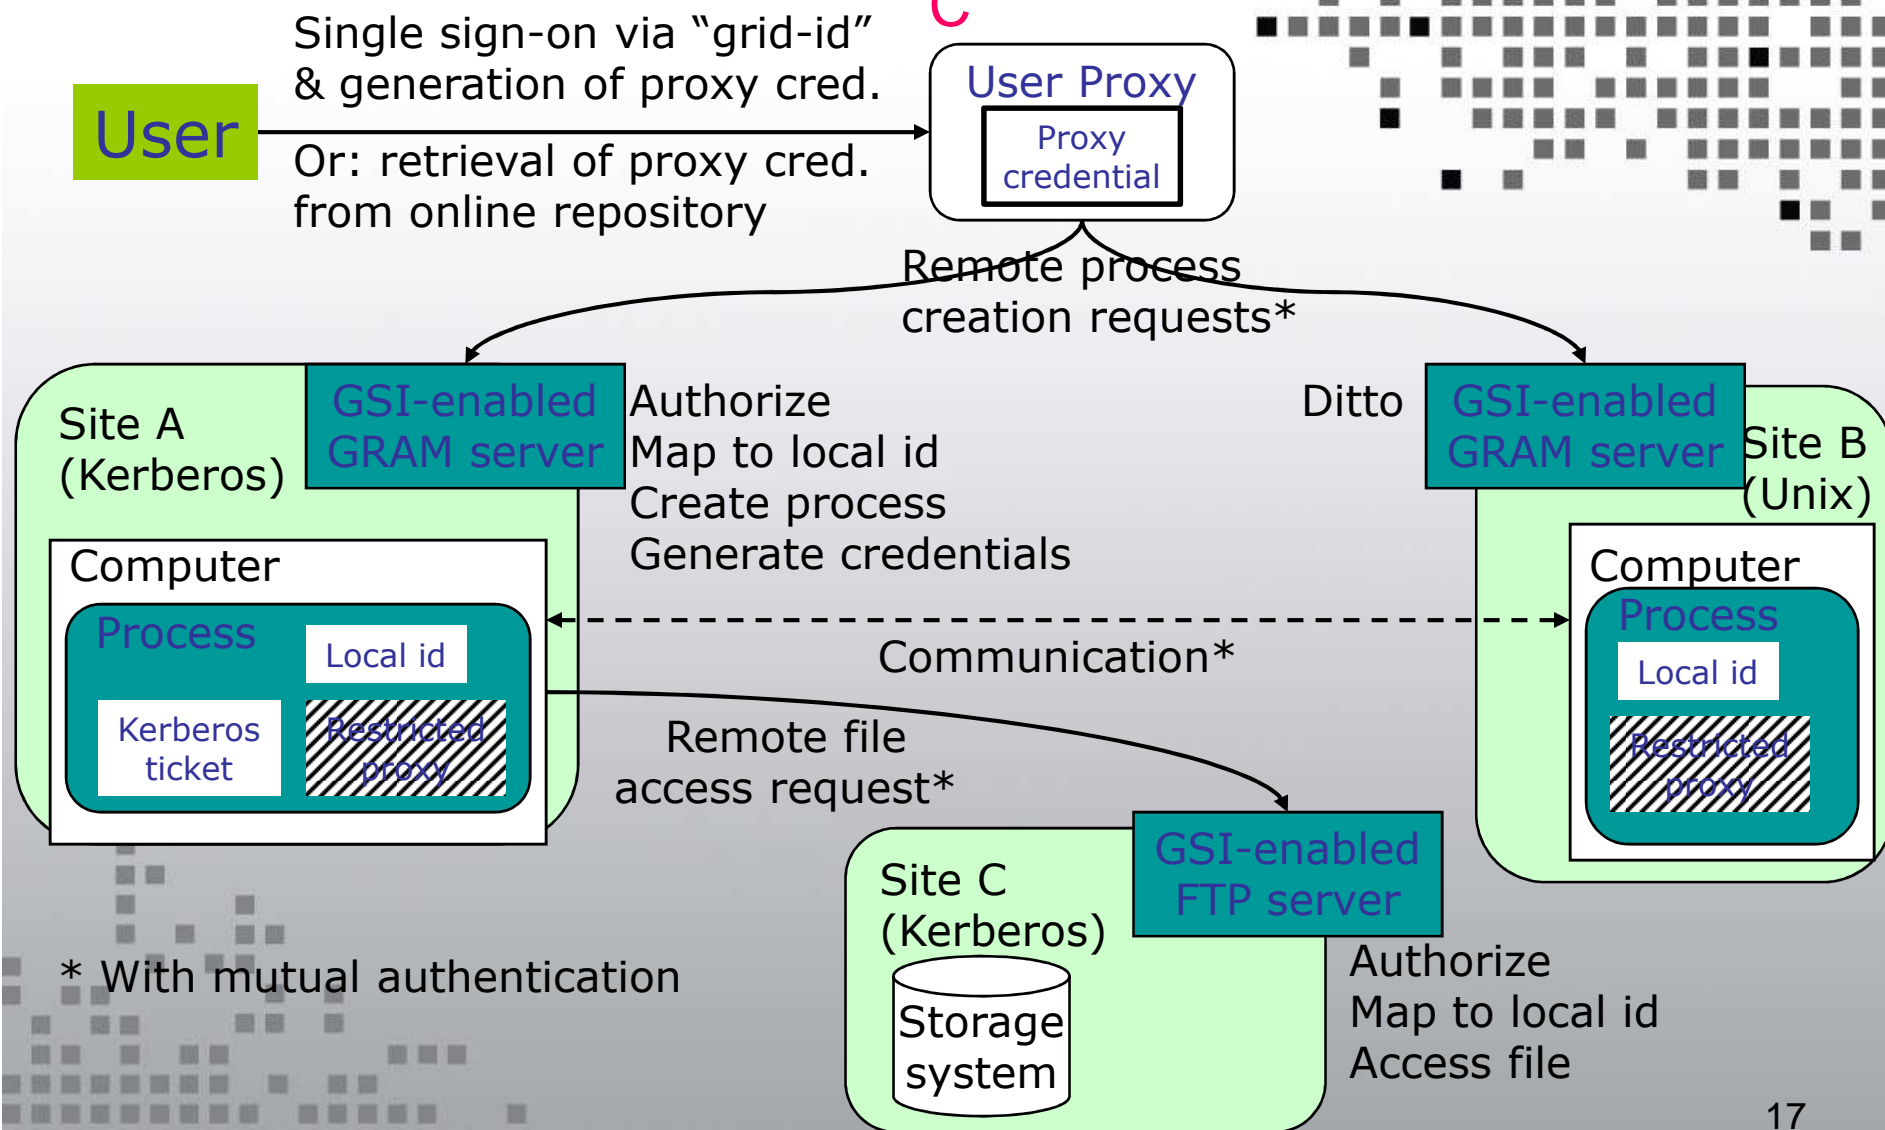 C
Single sign-on via “grid-id”
& generation of proxy cred.
User
Or: retrieval of proxy cred.
from online repository
User Proxy
Proxy
credential
Remote process
creation requests*
Site A
(Kerberos)
GSI-enabled
GRAM server
Authorize
Map to local id
Create process
Generate credentials
Ditto
GSI-enabled
GRAM server
Site B
(Unix)
Computer
Process
Local id
Kerberos
ticket
Restricted
proxy
Communication*
Computer
Process
Local id
Restricted
proxy
Remote file
access request*
Site C
(Kerberos)
GSI-enabled
FTP server
Storage
system
Authorize
Map to local id
Access file
* With mutual authentication
17